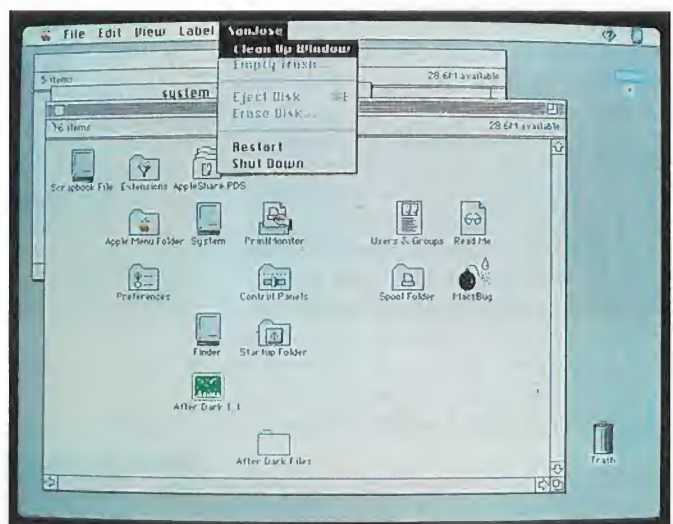 File Edit View Label SanJose
Clean Up Window
Empty Trash...
Eject Disk ⌘E
Erase Disk...
Restart
Shut Down
5 items
28.6M available
system
16 items
28.6M available
Scrapbook File
Extensions
AppleShare PDS
Apple Menu Folder
System
PrintMonitor
Users & Groups
Read Me
Preferences
Control Panels
Spool Folder
MacsBug
Finder
Startup Folder
After Dark 1.1
After Dark Files
Trash